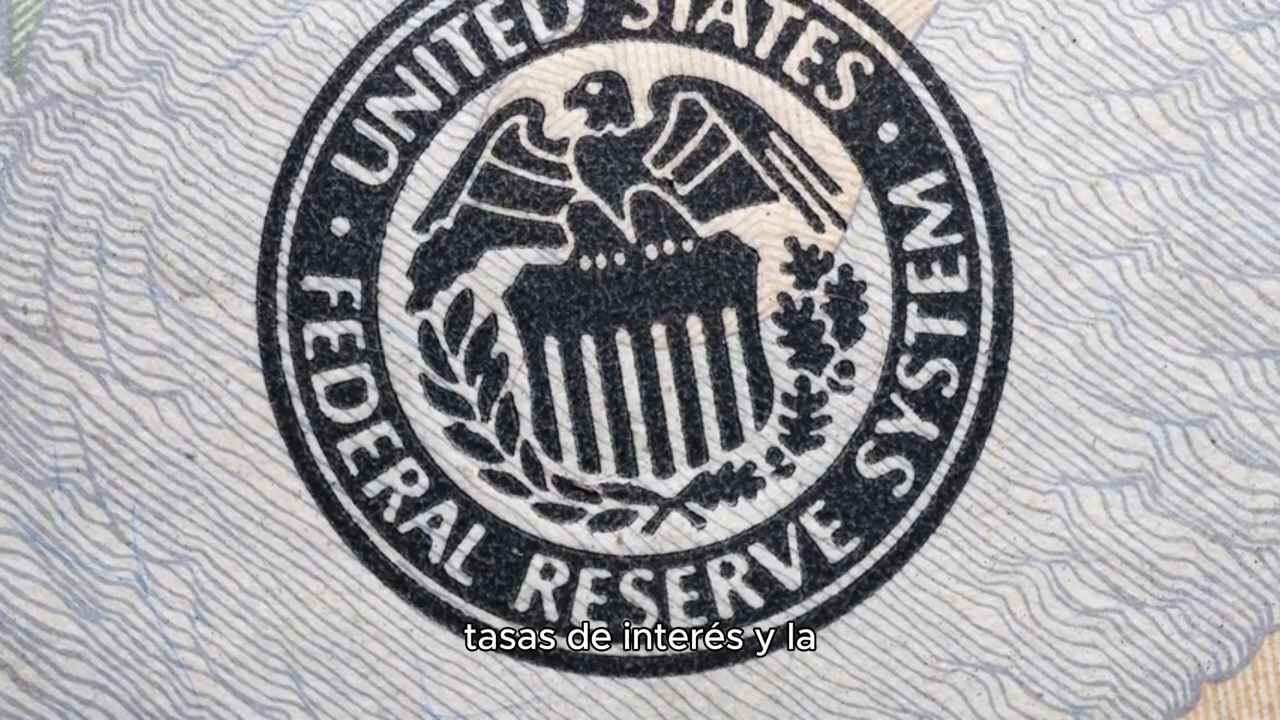 UNITED STATES
FEDERAL RESERVE SYSTEM
tasas de interés y la